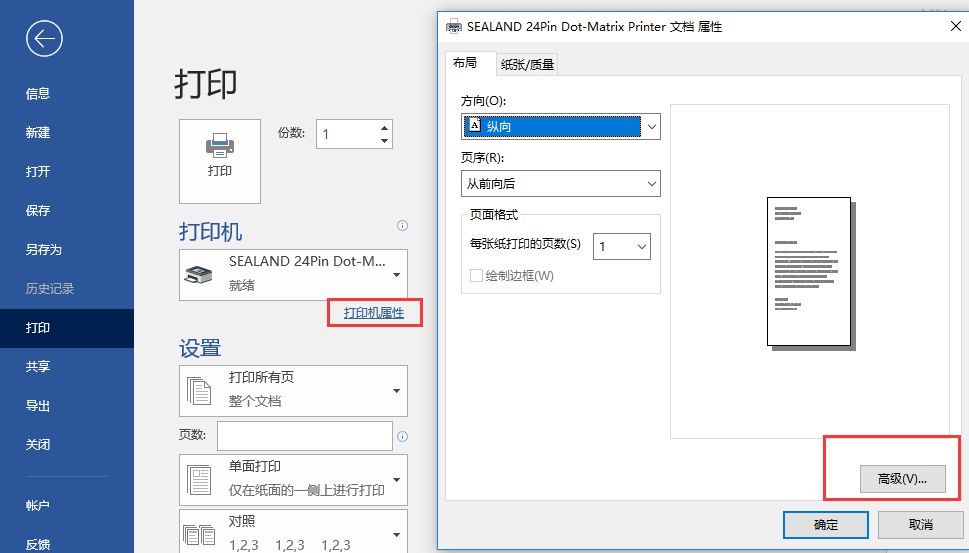 信息
新建
打开
保存
另存为
历史记录
打印
共享
导出
关闭
帐户
反馈
打印
打印
份数:
1
打印机
SEALAND 24Pin Dot-M...
就绪
打印机属性
设置
打印所有页
整个文档
页数:
单面打印
仅在纸面的一侧上进行打印
对照
1,2,3 1,2,3 1,2,3
SEALAND 24Pin Dot-Matrix Printer 文档 属性
布局
纸张/质量
方向(O):
A 纵向
页序(R):
从前向后
页面格式
每张纸打印的页数(S)
1
绘制边框(W)
高级(V)...
确定
取消